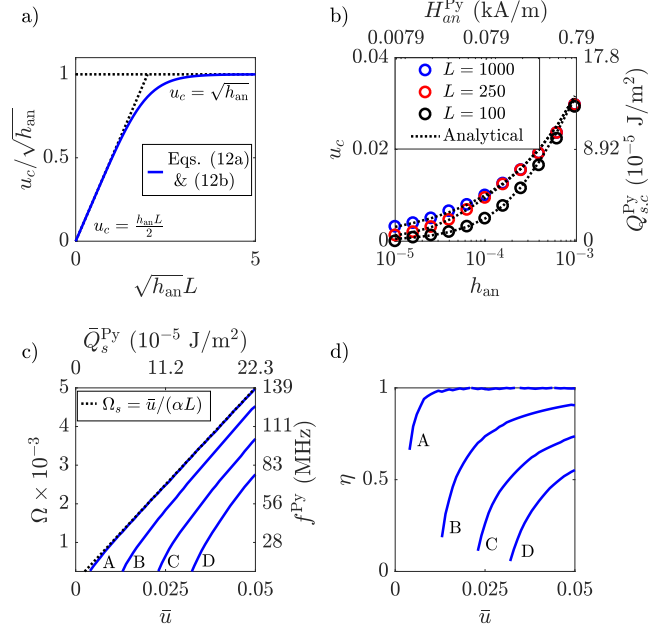 a)
u_c/√h_an
1
0.5
0
u_c = √h_an
Eqs. (12a)
& (12b)
u_c = h_an L / 2
0
5
√h_an L
b)
H_an^Py (kA/m)
0.0079
0.079
0.79
0.04
0.02
0
u_c
L = 1000
L = 250
L = 100
Analytical
17.8
8.92
0
Q_s,c^Py (10^-5 J/m^2)
10^-5
10^-4
10^-3
h_an
c)
Q̄_s^Py (10^-5 J/m^2)
0
11.2
22.3
5
4
3
2
1
Ω × 10^-3
Ω_s = ū/(αL)
A
B
C
D
139
111
83
56
28
f^Py (MHz)
0
0.025
0.05
ū
d)
1
0.5
0
η
A
B
C
D
0
0.025
0.05
ū